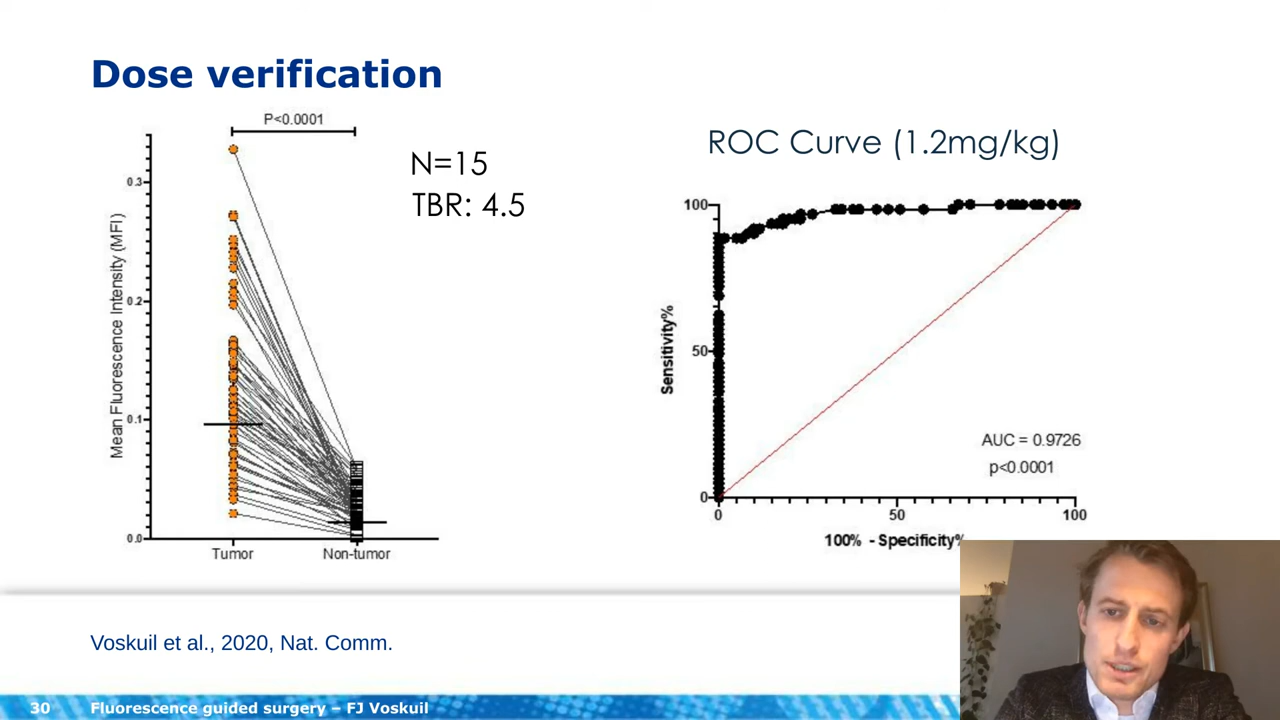 Dose verification
P<0.0001
N=15
TBR: 4.5
Mean Fluorescence Intensity (MFI)
0.3
0.2
0.1
0.0
Tumor
Non-tumor
ROC Curve (1.2mg/kg)
Sensitivity%
100
50
0
AUC = 0.9726
p<0.0001
0
50
100
100% - Specificity%
Voskuil et al., 2020, Nat. Comm.
30
Fluorescence guided surgery – FJ Voskuil